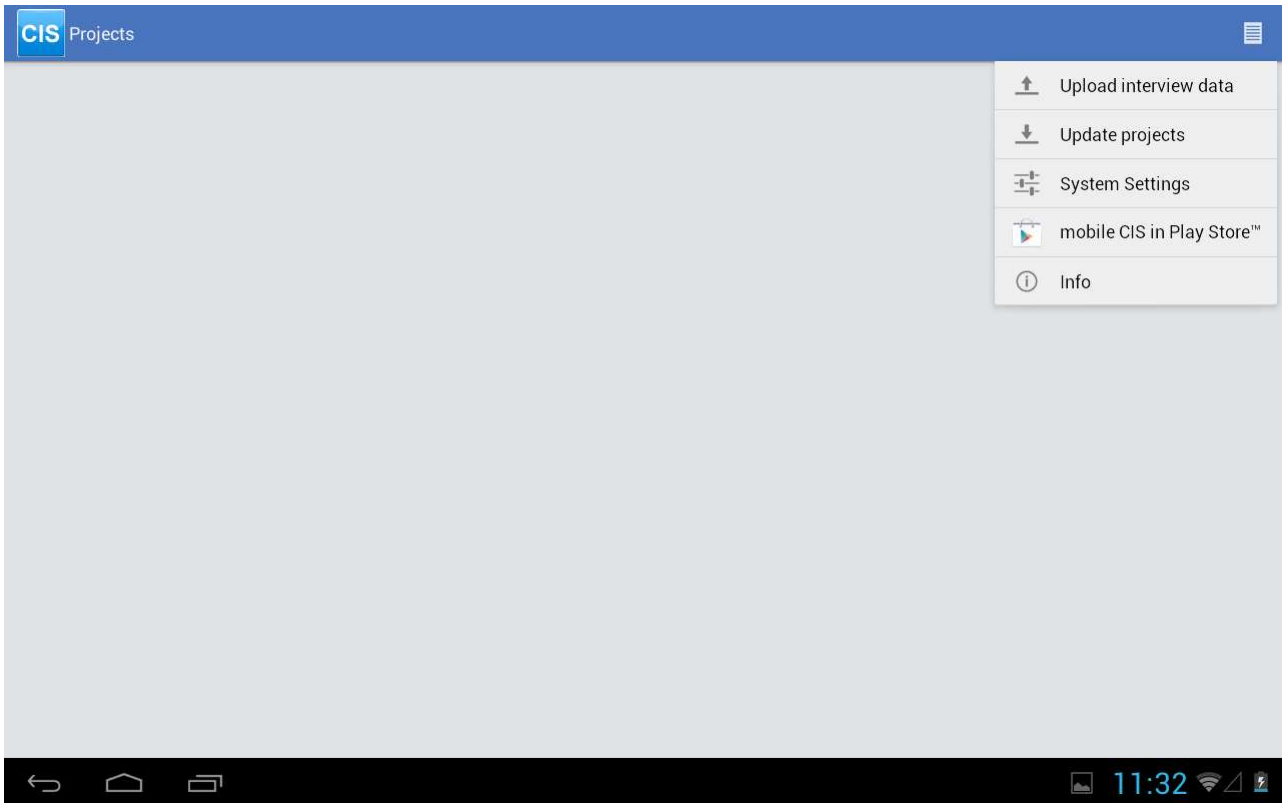 CIS Projects
Upload interview data
Update projects
System Settings
mobile CIS in Play Store™
Info
11:32